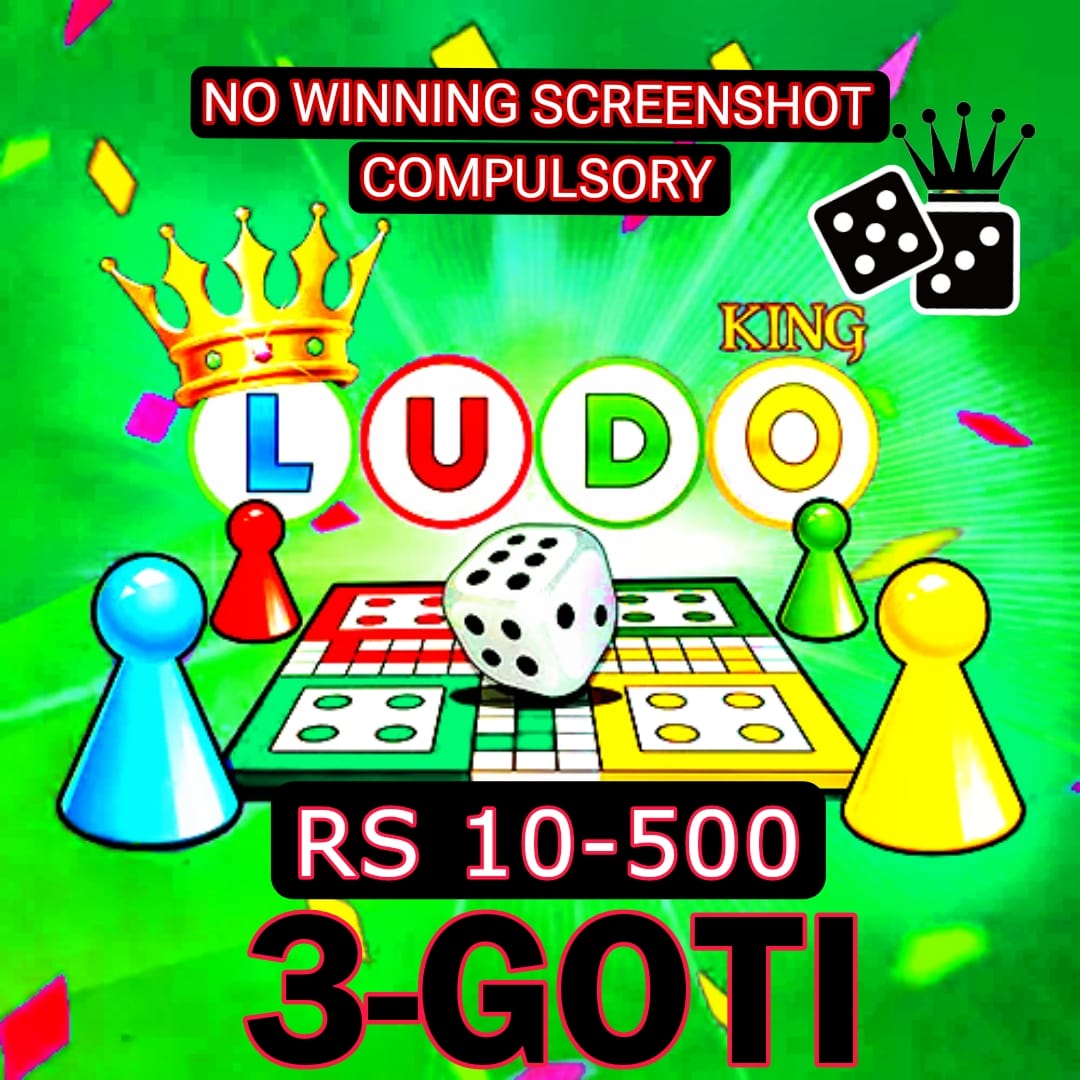 NO WINNING SCREENSHOT
COMPULSORY
KING
LUDO
RS 10-500
3-GOTI